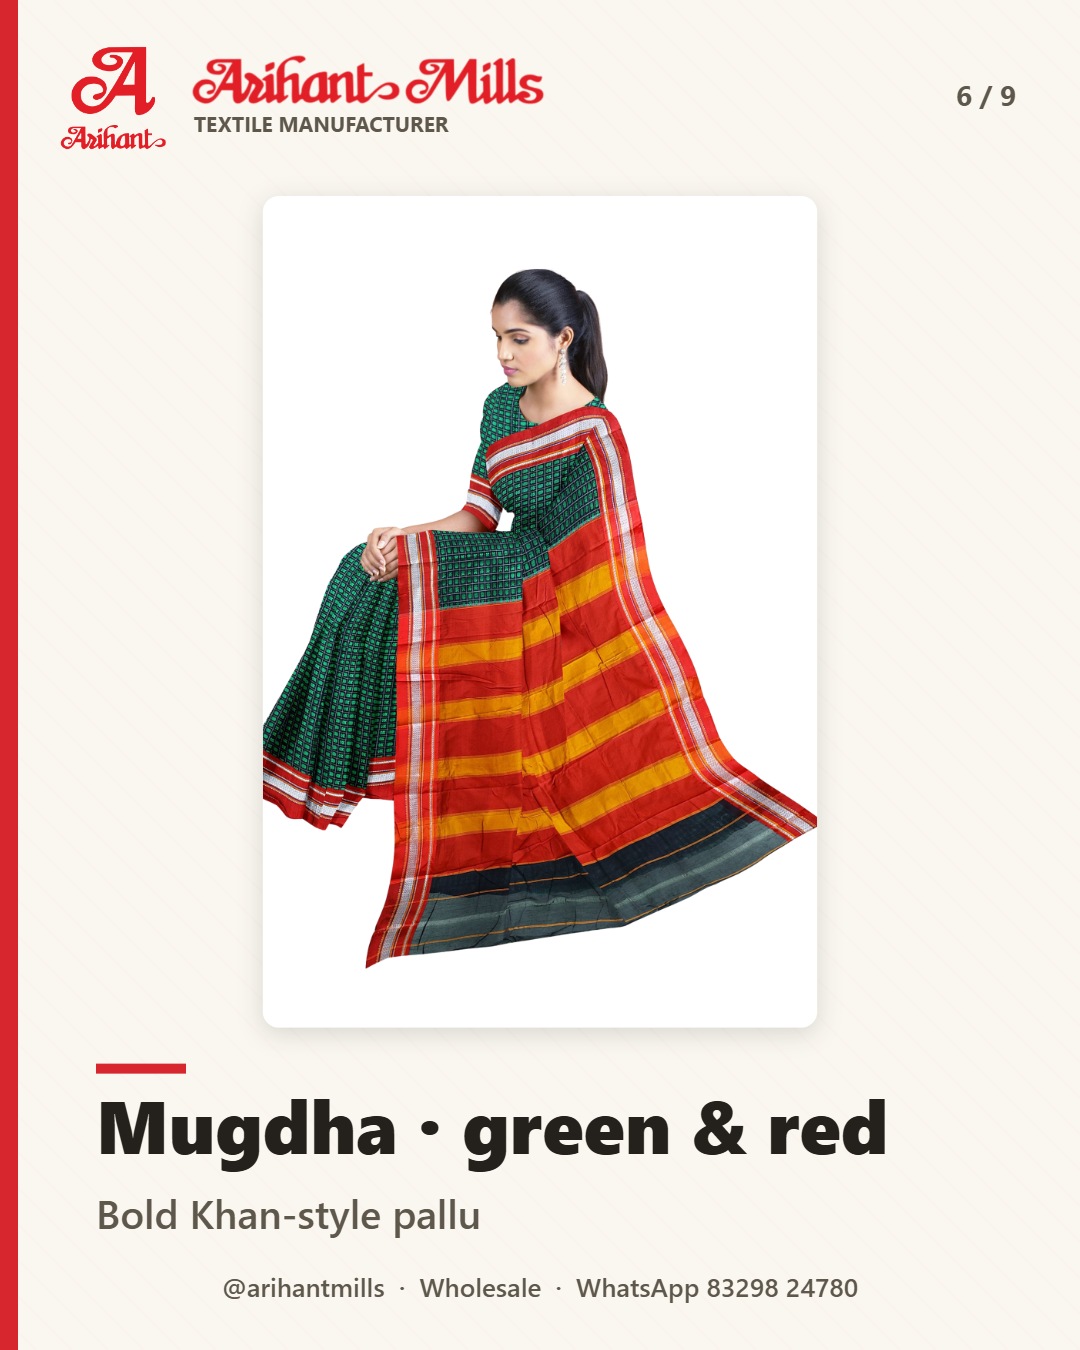 A
Arihant
Arihant Mills
TEXTILE MANUFACTURER
6 / 9
Mugdha · green & red
Bold Khan-style pallu
@arihantmills · Wholesale · WhatsApp 83298 24780